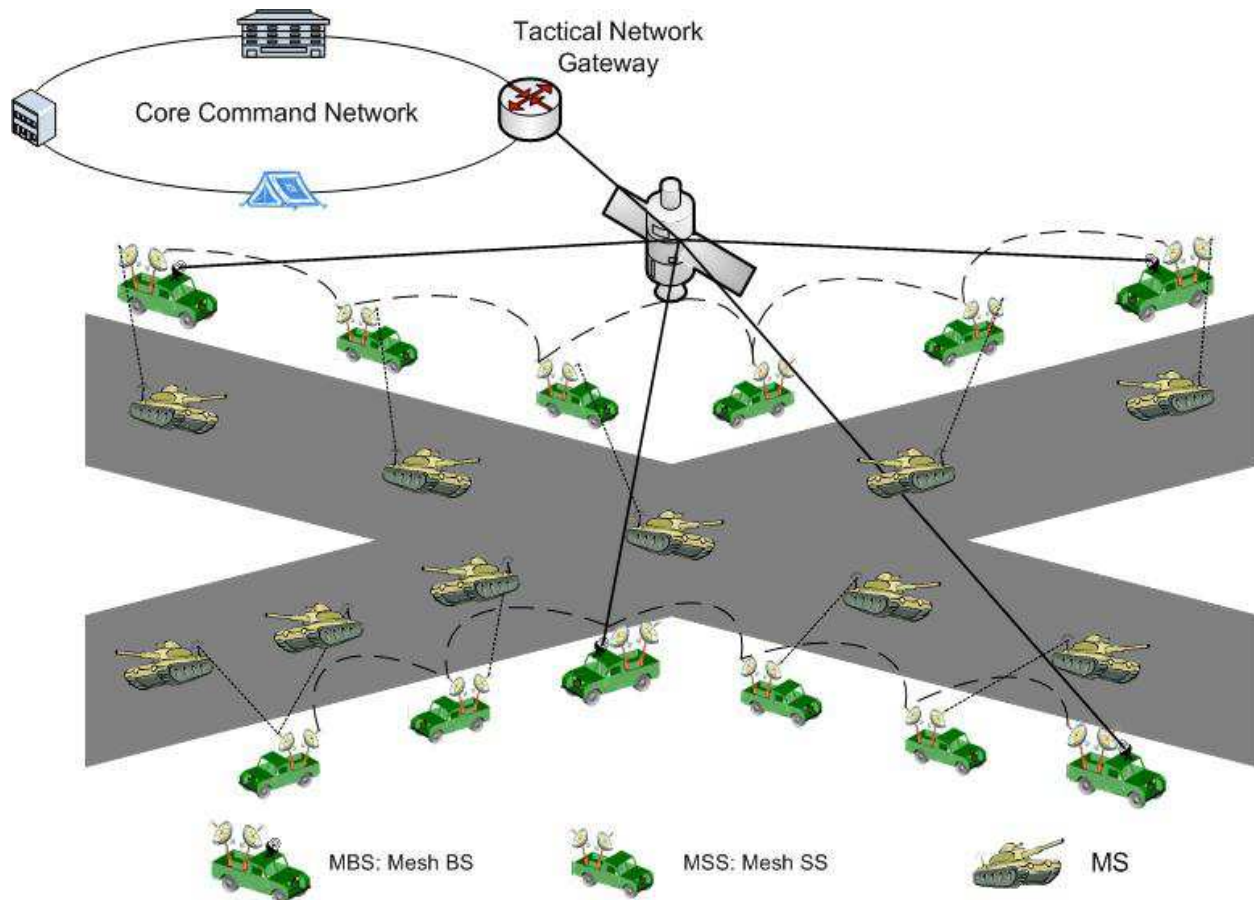 Tactical Network
Gateway
Core Command Network
MBS: Mesh BS
MSS: Mesh SS
MS